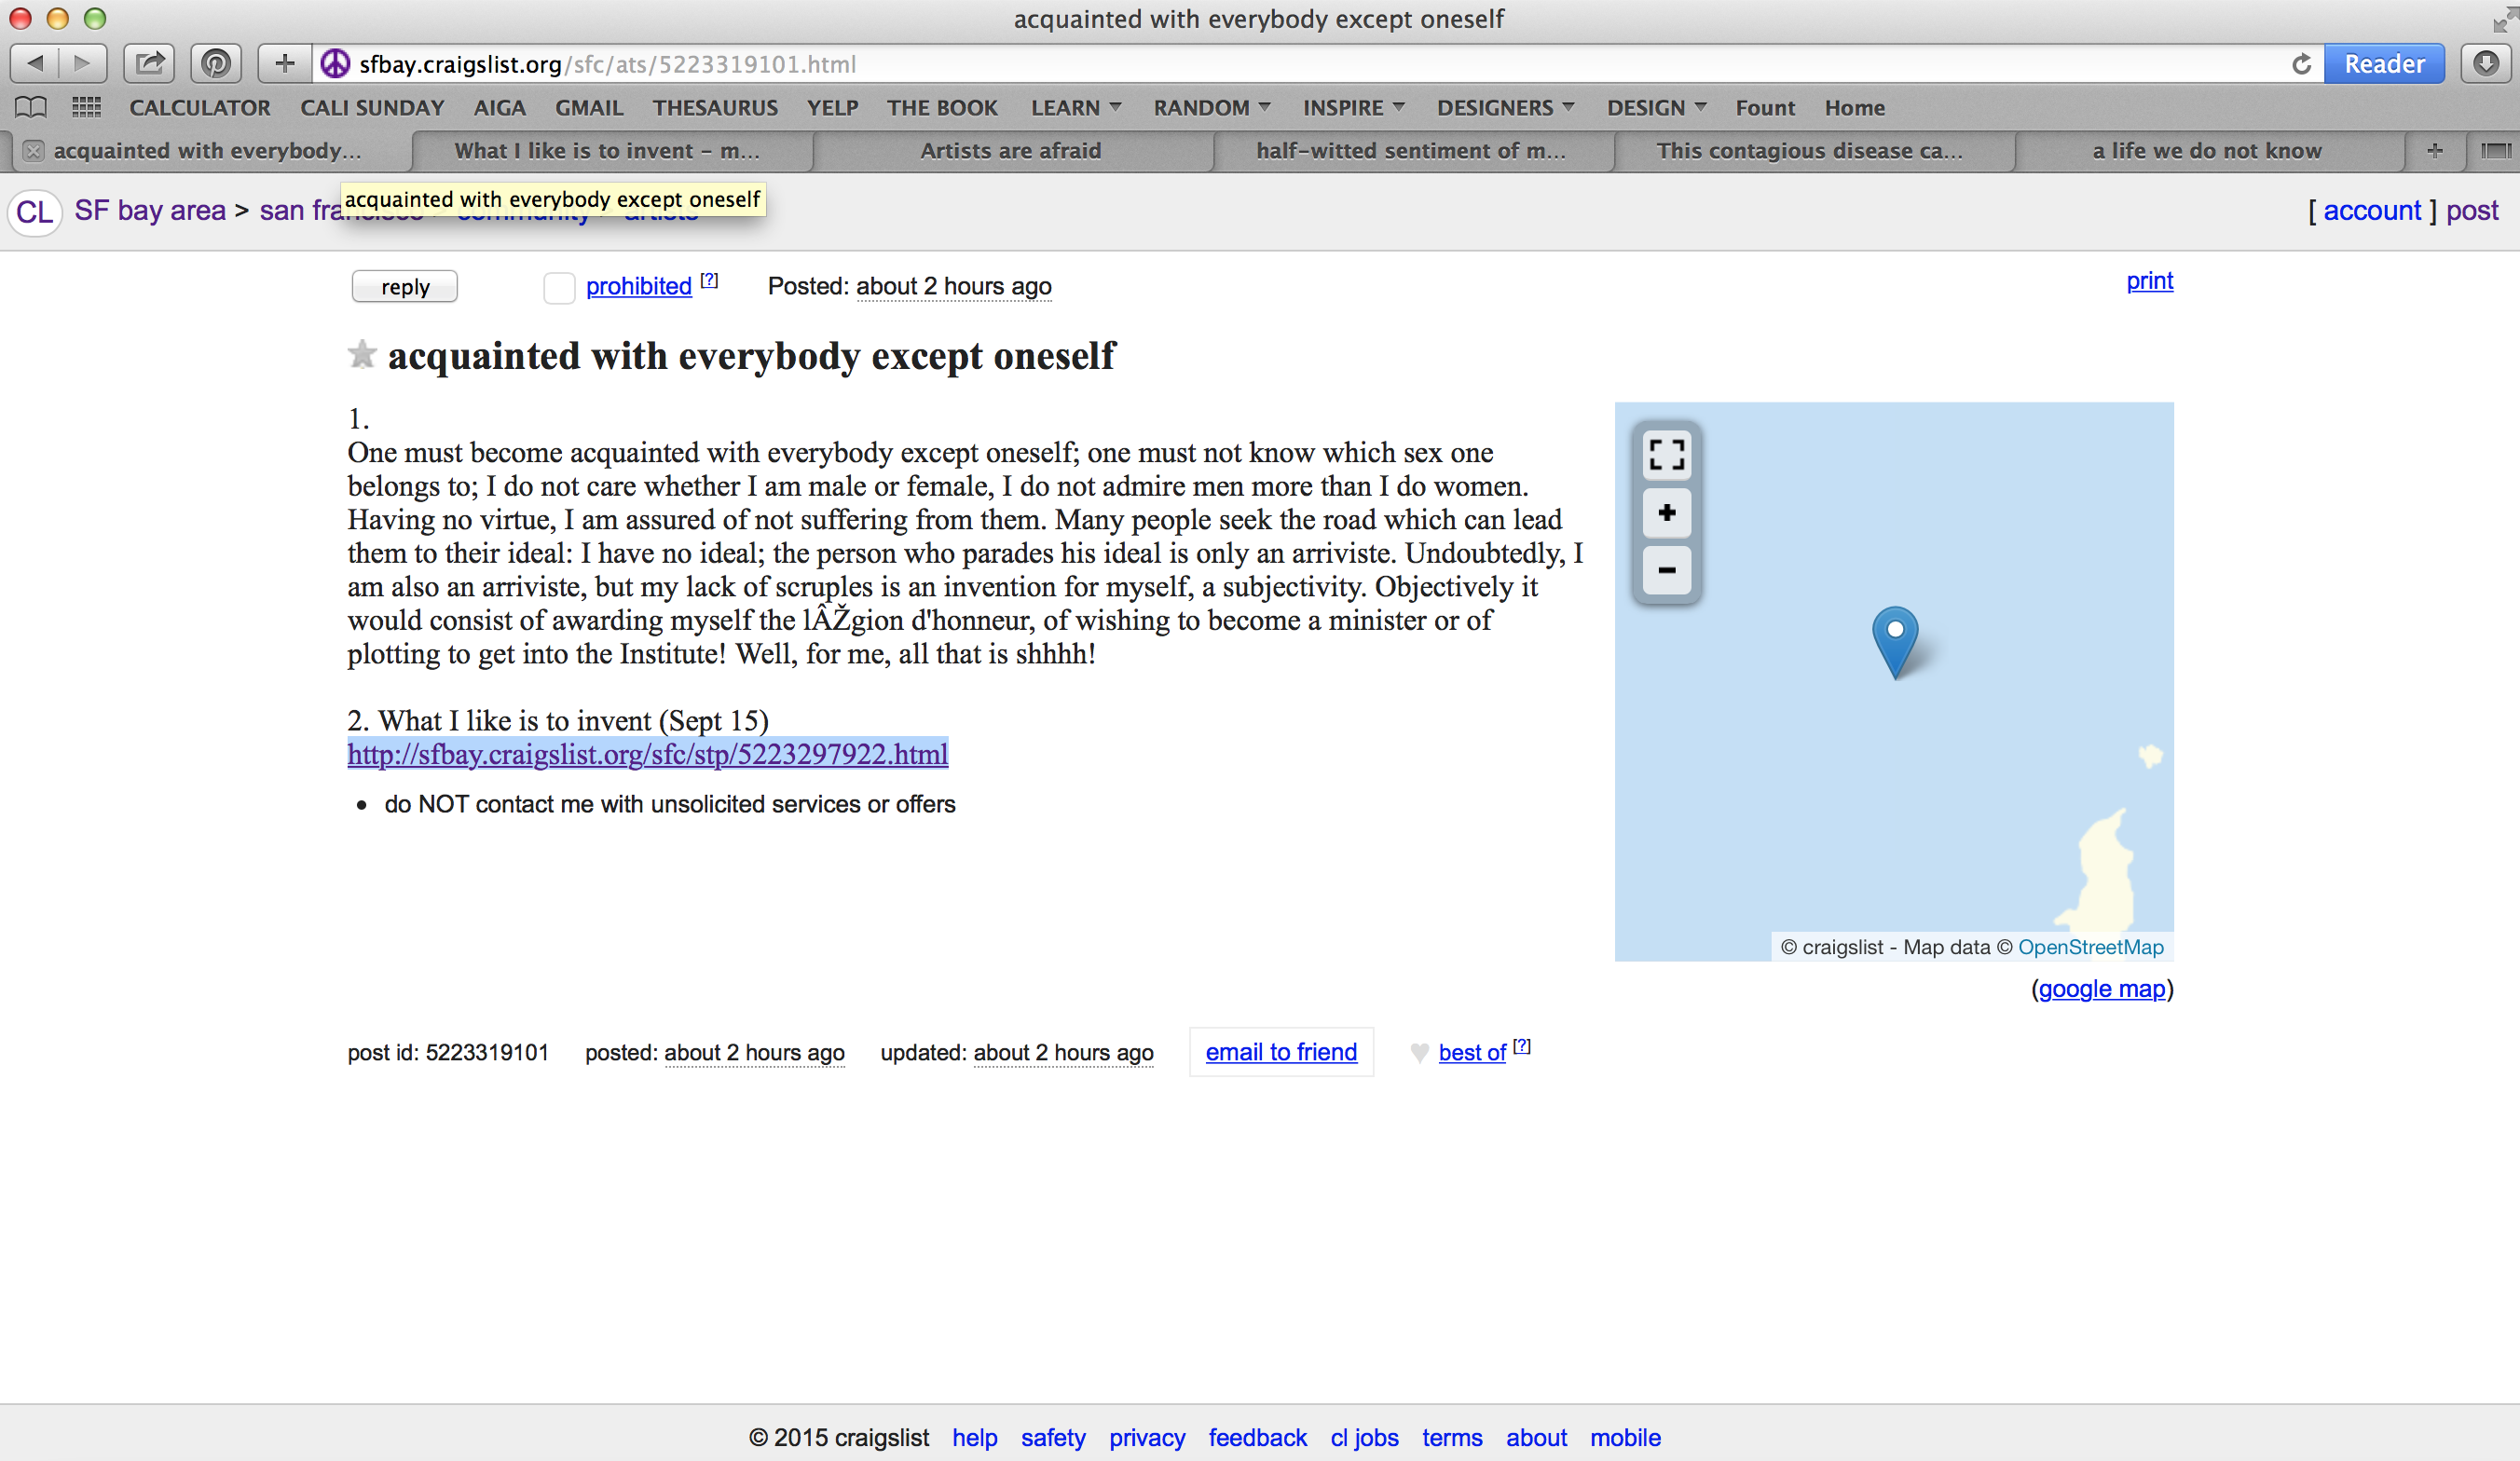 acquainted with everybody except oneself
sfbay.craigslist.org/sfc/ats/5223319101.html
Reader
CALCULATOR CALI SUNDAY AIGA GMAIL THESAURUS YELP THE BOOK LEARN RANDOM INSPIRE DESIGNERS DESIGN Fount Home
acquainted with everybody... What I like is to invent - m... Artists are afraid half-witted sentiment of m... This contagious disease ca... a life we do not know
acquainted with everybody except oneself
CL SF bay area > san francisco community artists [ account ] post
reply prohibited [?] Posted: about 2 hours ago print
acquainted with everybody except oneself
1.
One must become acquainted with everybody except oneself; one must not know which sex one
belongs to; I do not care whether I am male or female, I do not admire men more than I do women.
Having no virtue, I am assured of not suffering from them. Many people seek the road which can lead
them to their ideal: I have no ideal; the person who parades his ideal is only an arriviste. Undoubtedly, I
am also an arriviste, but my lack of scruples is an invention for myself, a subjectivity. Objectively it
would consist of awarding myself the lÂŽgion d'honneur, of wishing to become a minister or of
plotting to get into the Institute! Well, for me, all that is shhhh!
2. What I like is to invent (Sept 15)
http://sfbay.craigslist.org/sfc/stp/5223297922.html
• do NOT contact me with unsolicited services or offers
+
−
© craigslist - Map data © OpenStreetMap
(google map)
post id: 5223319101 posted: about 2 hours ago updated: about 2 hours ago email to friend best of [?]
© 2015 craigslist help safety privacy feedback cl jobs terms about mobile